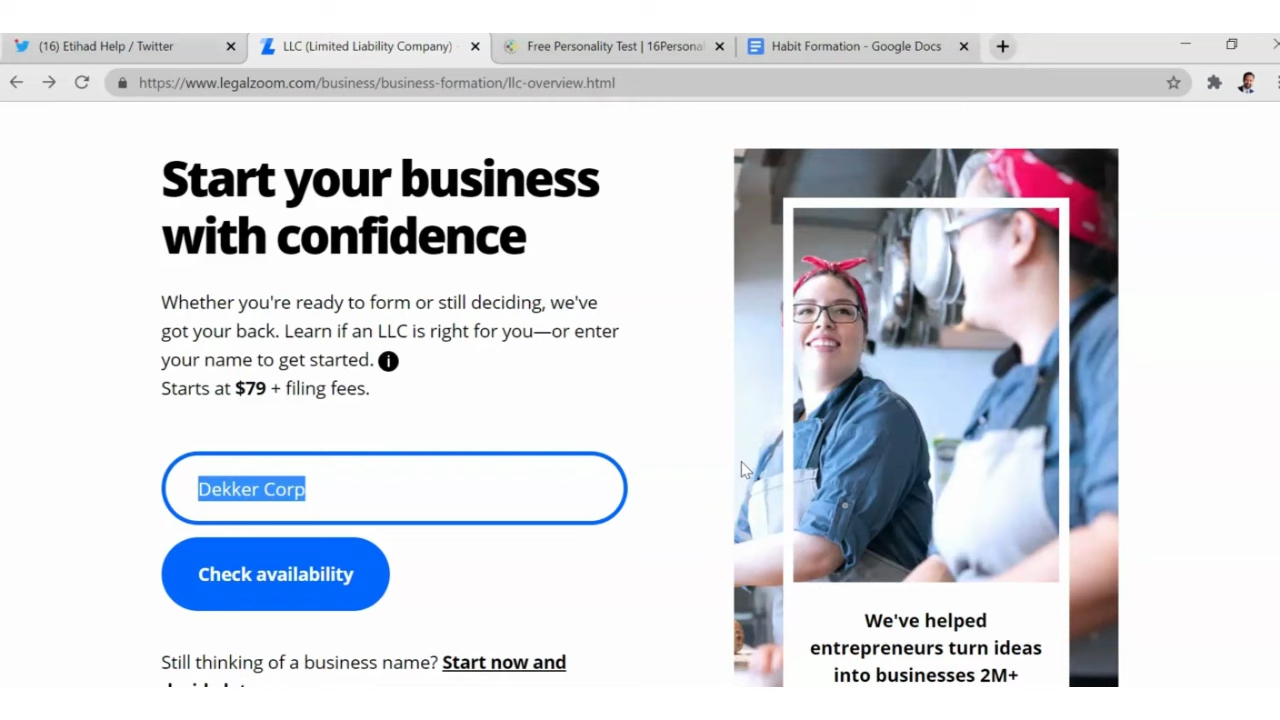 (16) Etihad Help / Twitter
LLC (Limited Liability Company)
Free Personality Test | 16Personal
Habit Formation - Google Docs
https://www.legalzoom.com/business/business-formation/llc-overview.html
Start your business
with confidence
Whether you're ready to form or still deciding, we've
got your back. Learn if an LLC is right for you—or enter
your name to get started. i
Starts at $79 + filing fees.
Dekker Corp
Check availability
Still thinking of a business name? Start now and
We've helped
entrepreneurs turn ideas
into businesses 2M+